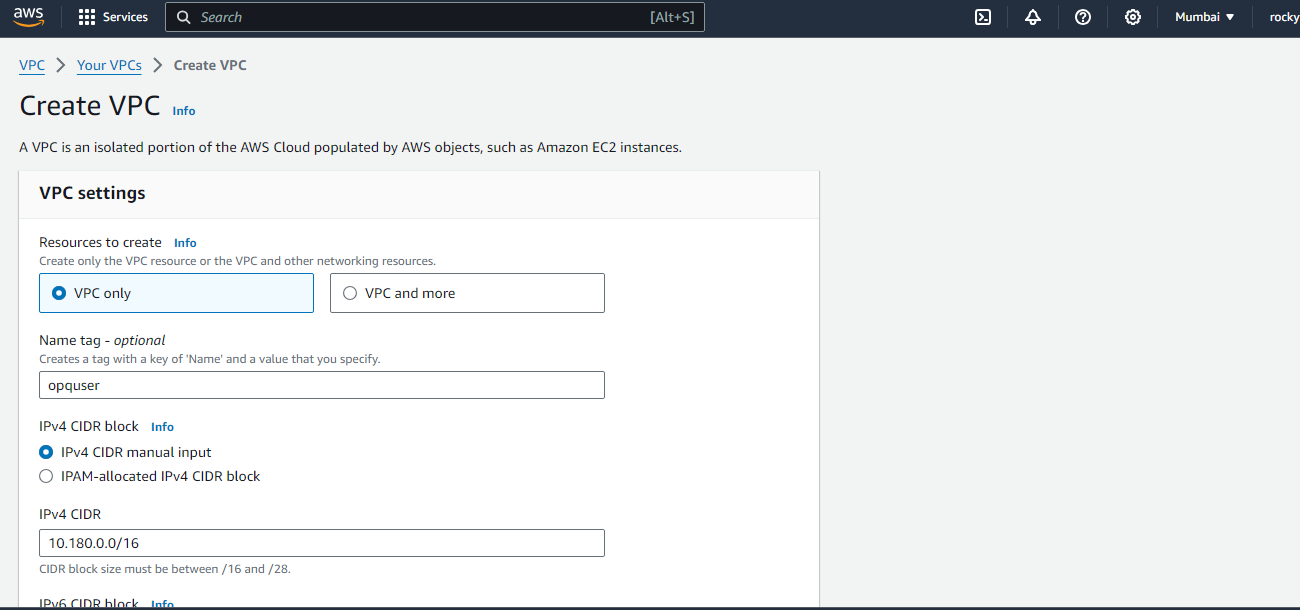 aws Services Search [Alt+S] Mumbai rocky
VPC Your VPCs Create VPC
Create VPC Info
A VPC is an isolated portion of the AWS Cloud populated by AWS objects, such as Amazon EC2 instances.
VPC settings
Resources to create Info
Create only the VPC resource or the VPC and other networking resources.
VPC only VPC and more
Name tag - optional
Creates a tag with a key of 'Name' and a value that you specify.
opquser
IPv4 CIDR block Info
IPv4 CIDR manual input
IPAM-allocated IPv4 CIDR block
IPv4 CIDR
10.180.0.0/16
CIDR block size must be between /16 and /28.
IPv6 CIDR block Info